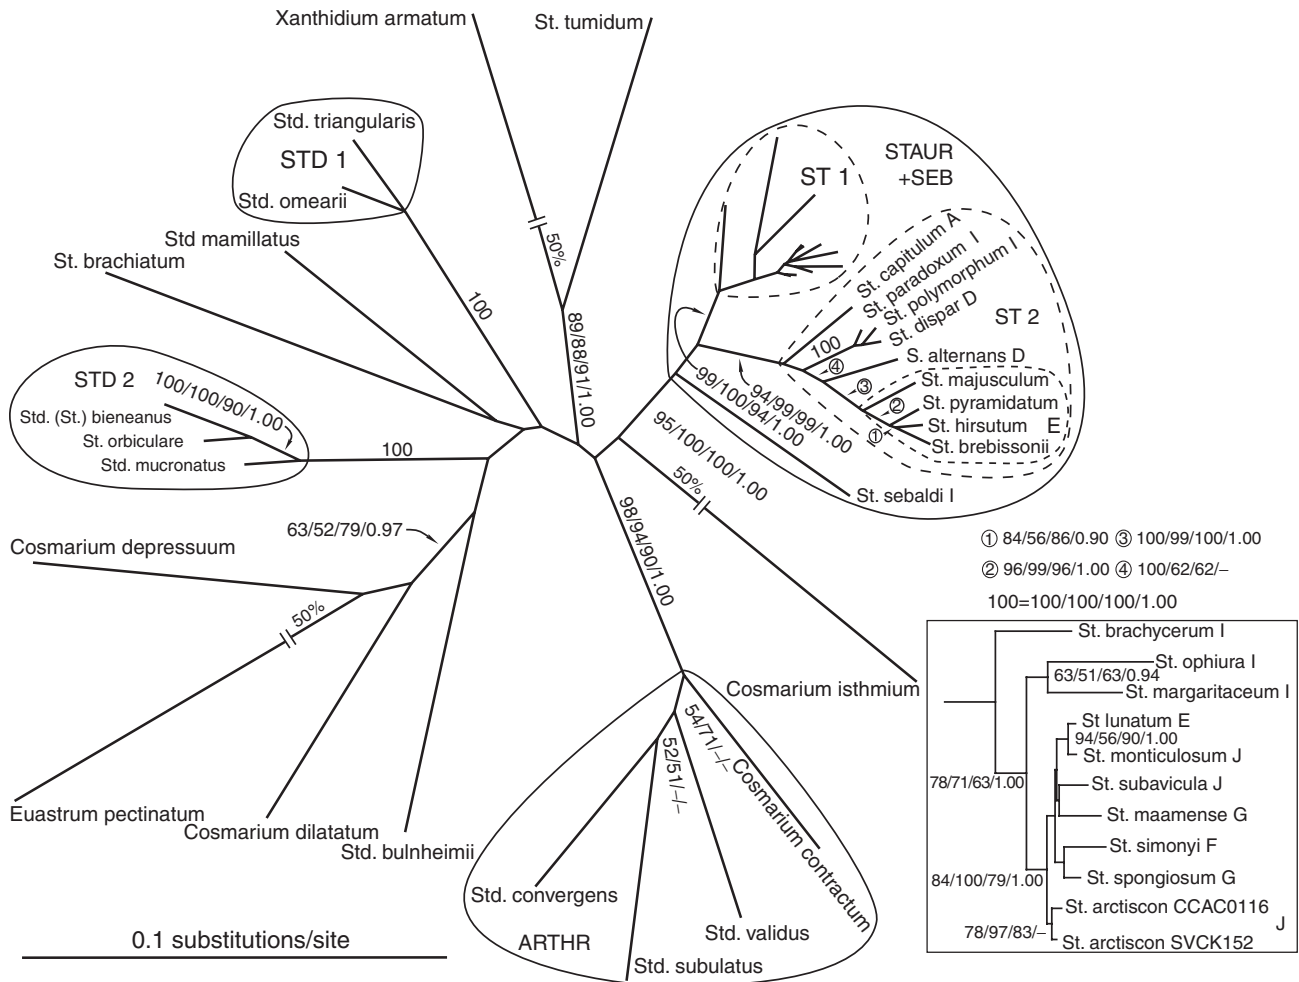 Xanthidium armatum
St. tumidum
Std. triangularis
STD 1
Std. omearii
Std mamillatus
St. brachiatum
100
50%
89/88/91/1.00
STAUR
+SEB
ST 1
St. capitulum A
St. paradoxum I
St. polymorphum I
St. dispar D
ST 2
100
④
S. alternans D
③
St. majusculum
②
St. pyramidatum
St. hirsutum E
①
St. brebissonii
99/100/94/1.00
94/99/99/1.00
95/100/100/1.00
St. sebaldi I
STD 2
100/100/90/1.00
Std. (St.) bieneanus
St. orbiculare
Std. mucronatus
100
50%
98/94/90/1.00
63/52/79/0.97
Cosmarium depressuum
50%
Euastrum pectinatum
Cosmarium dilatatum
Std. bulnheimii
Cosmarium isthmium
54/71/–/–
52/51/–/–
Cosmarium contractum
Std. convergens
ARTHR
Std. validus
Std. subulatus
0.1 substitutions/site
① 84/56/86/0.90 ③ 100/99/100/1.00
② 96/99/96/1.00 ④ 100/62/62/–
100=100/100/100/1.00
St. brachycerum I
St. ophiura I
63/51/63/0.94
St. margaritaceum I
St lunatum E
94/56/90/1.00
St. monticulosum J
78/71/63/1.00
St. subavicula J
St. maamense G
St. simonyi F
84/100/79/1.00
St. spongiosum G
St. arctiscon CCAC0116
J
78/97/83/–
St. arctiscon SVCK152